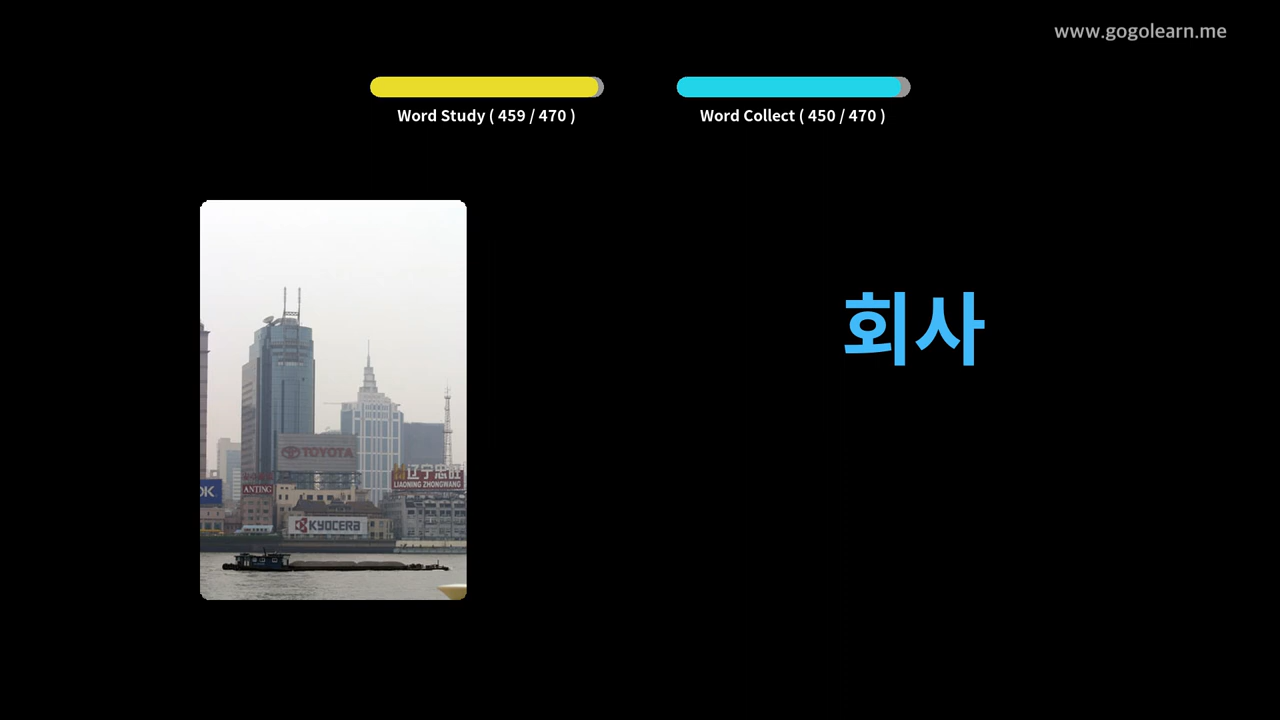 www.gogolearn.me
Word Study ( 459 / 470 )
Word Collect ( 450 / 470 )
회사
TOYOTA
辽宁忠旺
LIAONING ZHONGWANG
OK
ANTING
KYOCERA